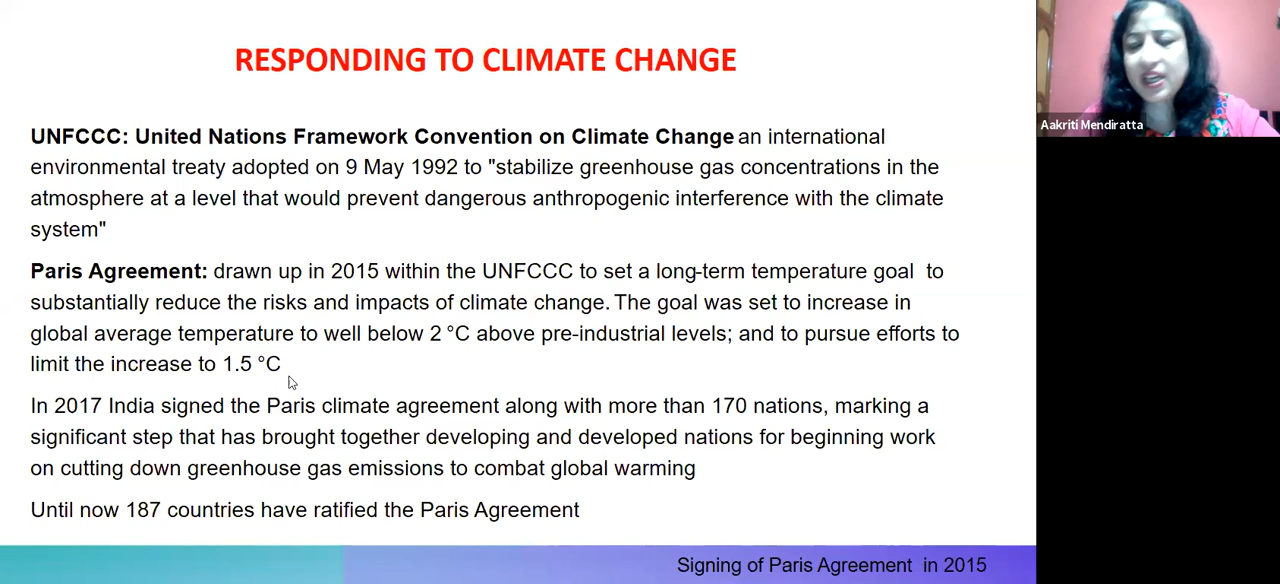 RESPONDING TO CLIMATE CHANGE
UNFCCC: United Nations Framework Convention on Climate Change an international
environmental treaty adopted on 9 May 1992 to "stabilize greenhouse gas concentrations in the
atmosphere at a level that would prevent dangerous anthropogenic interference with the climate
system"
Paris Agreement: drawn up in 2015 within the UNFCCC to set a long-term temperature goal to
substantially reduce the risks and impacts of climate change. The goal was set to increase in
global average temperature to well below 2 °C above pre-industrial levels; and to pursue efforts to
limit the increase to 1.5 °C
In 2017 India signed the Paris climate agreement along with more than 170 nations, marking a
significant step that has brought together developing and developed nations for beginning work
on cutting down greenhouse gas emissions to combat global warming
Until now 187 countries have ratified the Paris Agreement
Signing of Paris Agreement in 2015
Aakriti Mendiratta